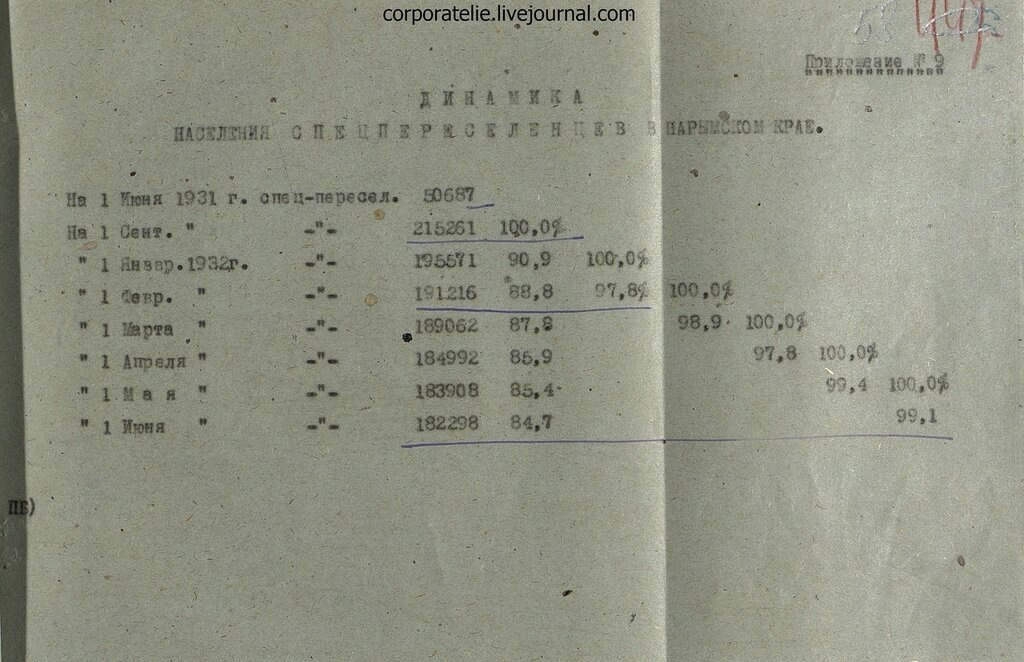 corporatelie.livejournal.com
Приложение № 9
ДИНАМИКА
НАСЕЛЕНИЯ СПЕЦПЕРЕСЕЛЕНЦЕВ В НАРЫМСКОМ КРАЕ.
На 1 Июня 1931 г. спец-пересел. 50687
На 1 Сент. " -"- 215261 100,0%
" 1 Январ. 1932г. -"- 195571 90,9 100,0%
" 1 Февр. " -"- 191216 88,8 97,8% 100,0%
" 1 Марта " -"- 189062 87,8 98,9 100,0%
" 1 Апреля " -"- 184992 85,9 97,8 100,0%
" 1 Мая " -"- 183908 85,4 99,4 100,0%
" 1 Июня " -"- 182298 84,7 99,1
ПБ)